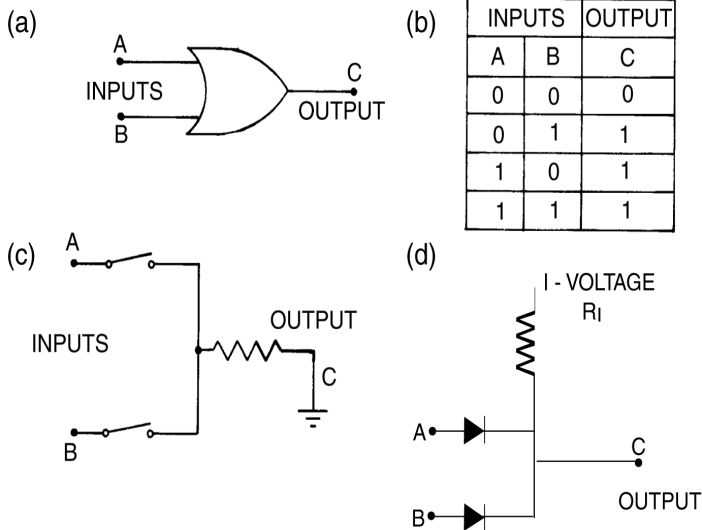 (a)
A
INPUTS
C
OUTPUT
B
(b)
INPUTS OUTPUT
A B C
0 0 0
0 1 1
1 0 1
1 1 1
(c)
A
INPUTS
OUTPUT
C
B
(d)
I - VOLTAGE
RI
A
C
OUTPUT
B